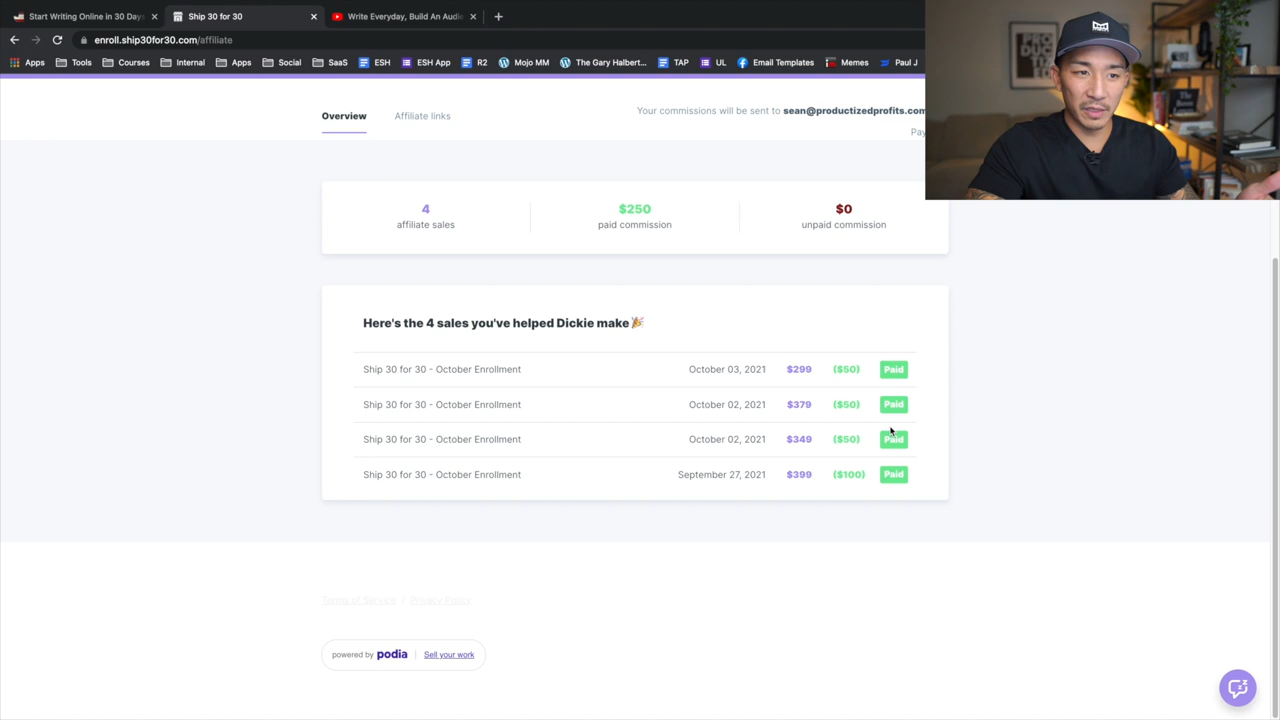 Start Writing Online in 30 Days
Ship 30 for 30
Write Everyday, Build An Audie
enroll.ship30for30.com/affiliate
Apps Tools Courses Internal Apps Social SaaS ESH ESH App R2 Mojo MM The Gary Halbert... TAP UL Email Templates Memes Paul J
Overview
Affiliate links
Your commissions will be sent to sean@productizedprofits.com
Pay
4
affiliate sales
$250
paid commission
$0
unpaid commission
Here's the 4 sales you've helped Dickie make🎉
Ship 30 for 30 - October Enrollment October 03, 2021 $299 ($50) Paid
Ship 30 for 30 - October Enrollment October 02, 2021 $379 ($50) Paid
Ship 30 for 30 - October Enrollment October 02, 2021 $349 ($50) Paid
Ship 30 for 30 - October Enrollment September 27, 2021 $399 ($100) Paid
Terms of Service / Privacy Policy
powered by podia Sell your work